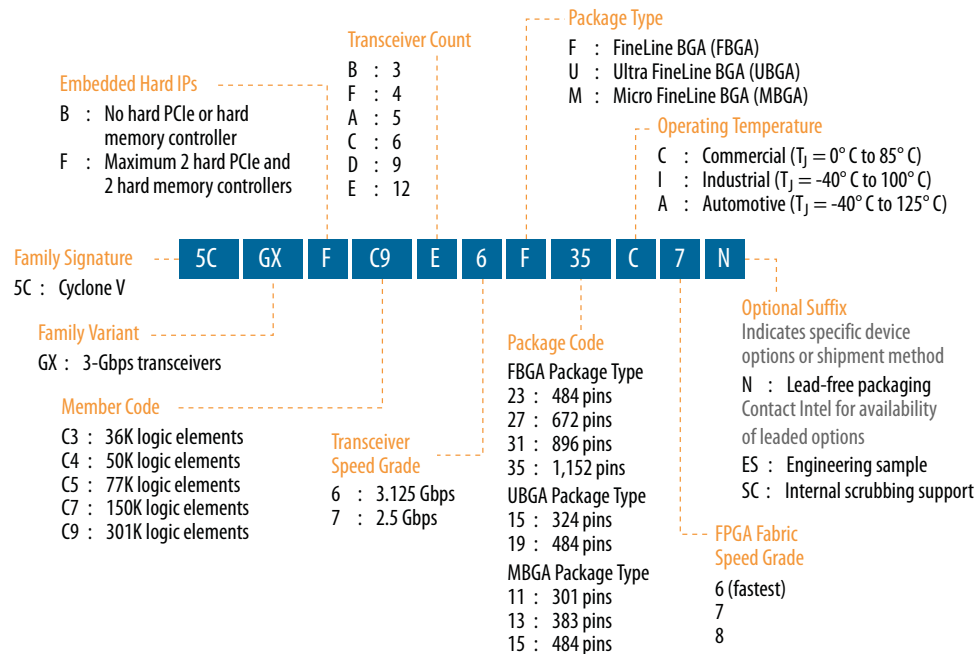 Package Type
F : FineLine BGA (FBGA)
U : Ultra FineLine BGA (UBGA)
M : Micro FineLine BGA (MBGA)
Transceiver Count
B : 3
F : 4
A : 5
C : 6
D : 9
E : 12
Embedded Hard IPs
B : No hard PCIe or hard
memory controller
F : Maximum 2 hard PCIe and
2 hard memory controllers
Operating Temperature
C : Commercial (TJ = 0° C to 85° C)
I : Industrial (TJ = -40° C to 100° C)
A : Automotive (TJ = -40° C to 125° C)
5C GX F C9 E 6 F 35 C 7 N
Family Signature
5C : Cyclone V
Family Variant
GX : 3-Gbps transceivers
Member Code
C3 : 36K logic elements
C4 : 50K logic elements
C5 : 77K logic elements
C7 : 150K logic elements
C9 : 301K logic elements
Transceiver
Speed Grade
6 : 3.125 Gbps
7 : 2.5 Gbps
Package Code
FBGA Package Type
23 : 484 pins
27 : 672 pins
31 : 896 pins
35 : 1,152 pins
UBGA Package Type
15 : 324 pins
19 : 484 pins
MBGA Package Type
11 : 301 pins
13 : 383 pins
15 : 484 pins
FPGA Fabric
Speed Grade
6 (fastest)
7
8
Optional Suffix
Indicates specific device
options or shipment method
N : Lead-free packaging
Contact Intel for availability
of leaded options
ES : Engineering sample
SC : Internal scrubbing support